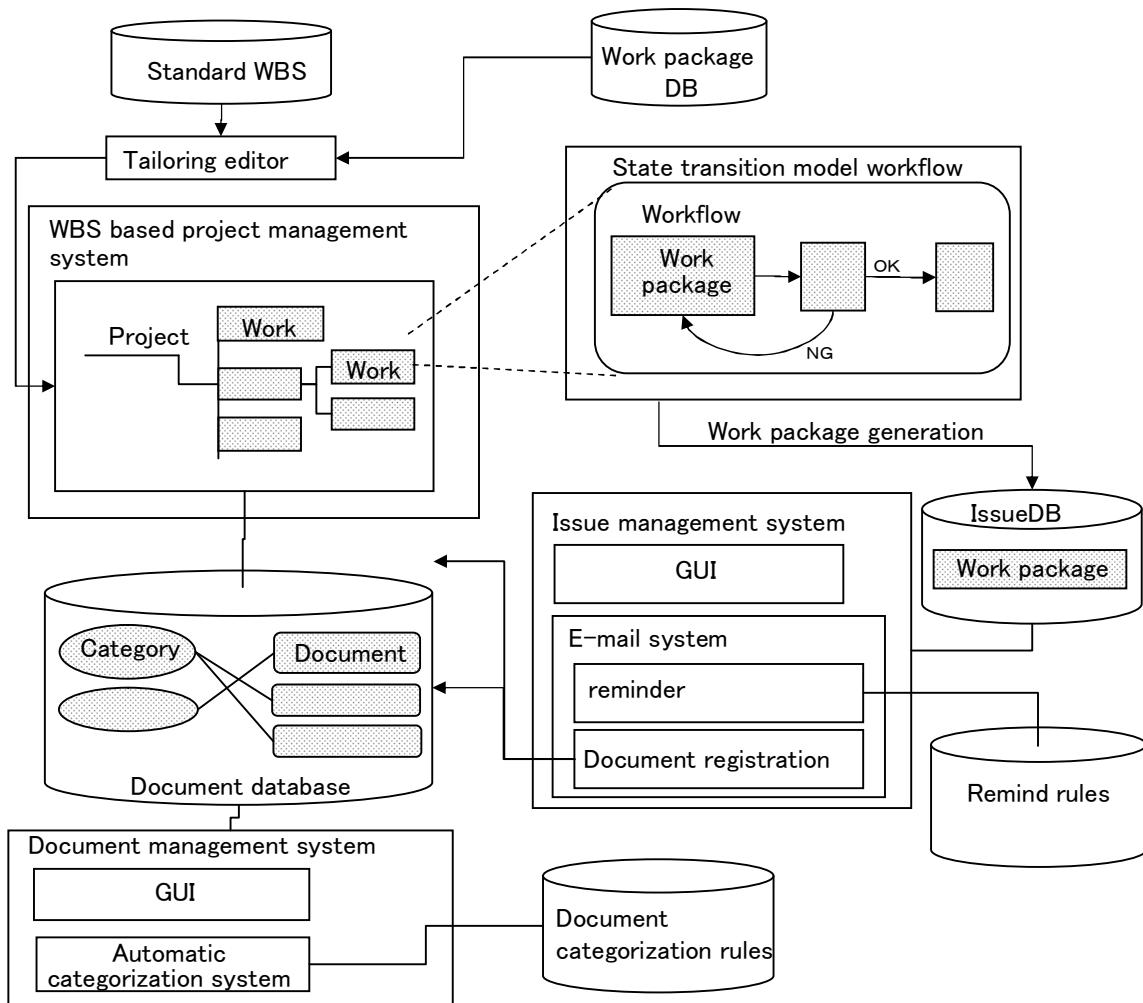 Standard WBS
Work package
DB
Tailoring editor
State transition model workflow
Workflow
Work
package
OK
NG
WBS based project management
system
Project
Work
Work
Work package generation
Issue management system
GUI
IssueDB
Work package
E-mail system
reminder
Document registration
Category
Document
Document database
Remind rules
Document management system
GUI
Automatic
categorization system
Document
categorization rules